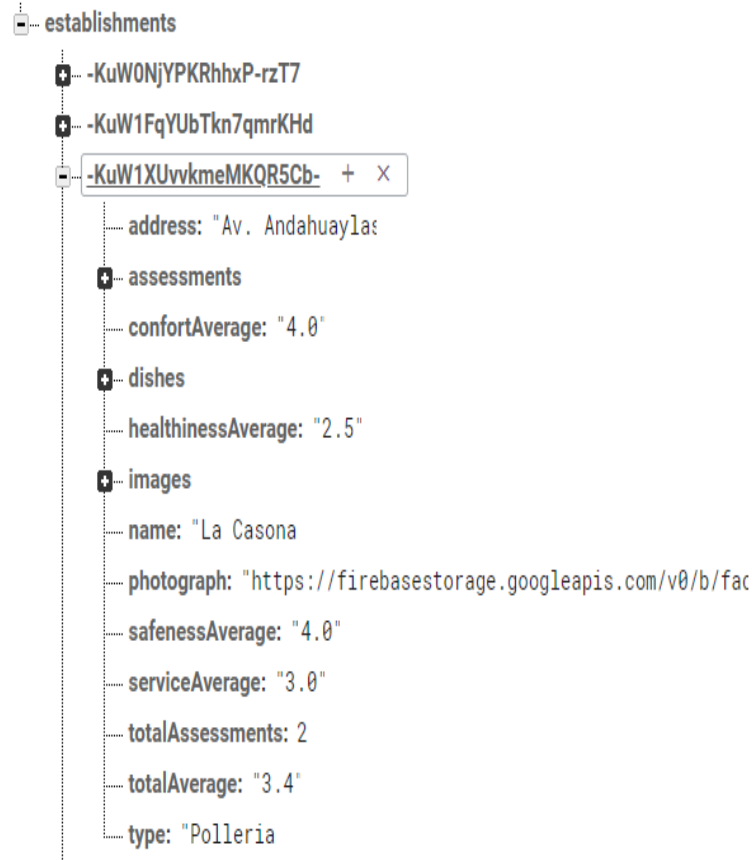 establishments
-KuW0NjYPKRhhxP-rzT7
-KuW1FqYUbTkn7qmrKHd
-KuW1XUvvkmeMKQR5Cb- + ×
address: "Av. Andahuaylas
assessments
confortAverage: "4.0"
dishes
healthinessAverage: "2.5"
images
name: "La Casona
photograph: "https://firebasestorage.googleapis.com/v0/b/fac
safenessAverage: "4.0"
serviceAverage: "3.0"
totalAssessments: 2
totalAverage: "3.4"
type: "Polleria